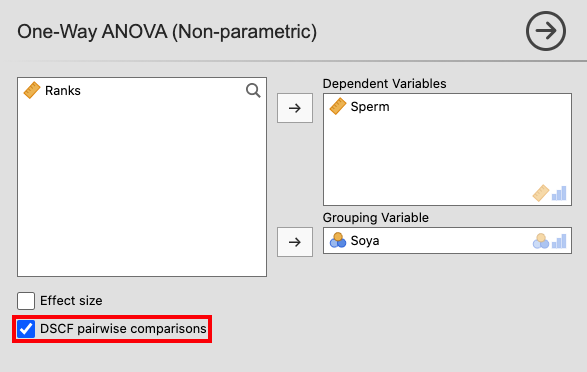 One-Way ANOVA (Non-parametric)
Ranks
Dependent Variables
Sperm
Grouping Variable
Soya
Effect size
DSCF pairwise comparisons